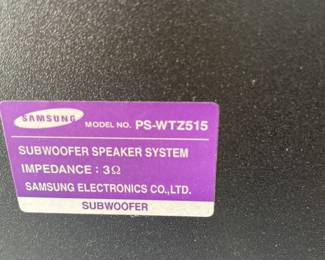 SAMSUNG MODEL NO. PS-WTZ515
SUBWOOFER SPEAKER SYSTEM
IMPEDANCE : 3Ω
SAMSUNG ELECTRONICS CO.,LTD.
SUBWOOFER